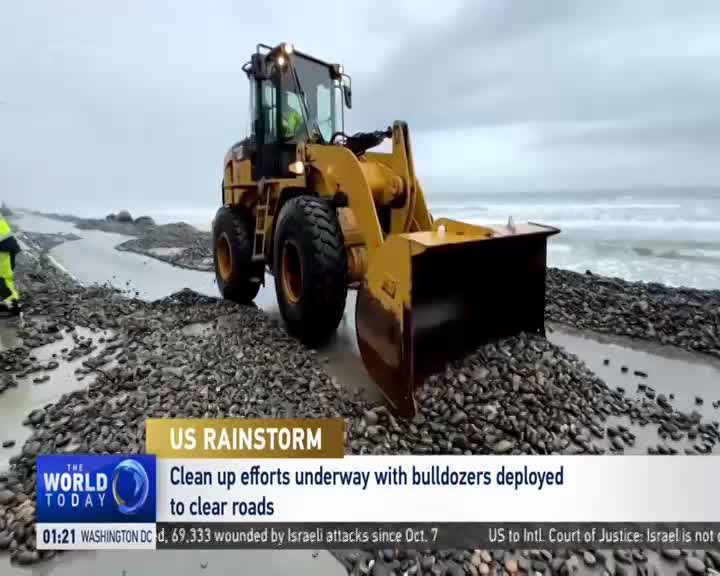 US RAINSTORM
THE
WORLD
TODAY
Clean up efforts underway with bulldozers deployed
to clear roads
01:21 WASHINGTON DC
d, 69,333 wounded by Israeli attacks since Oct. 7 US to Intl. Court of Justice: Israel is not